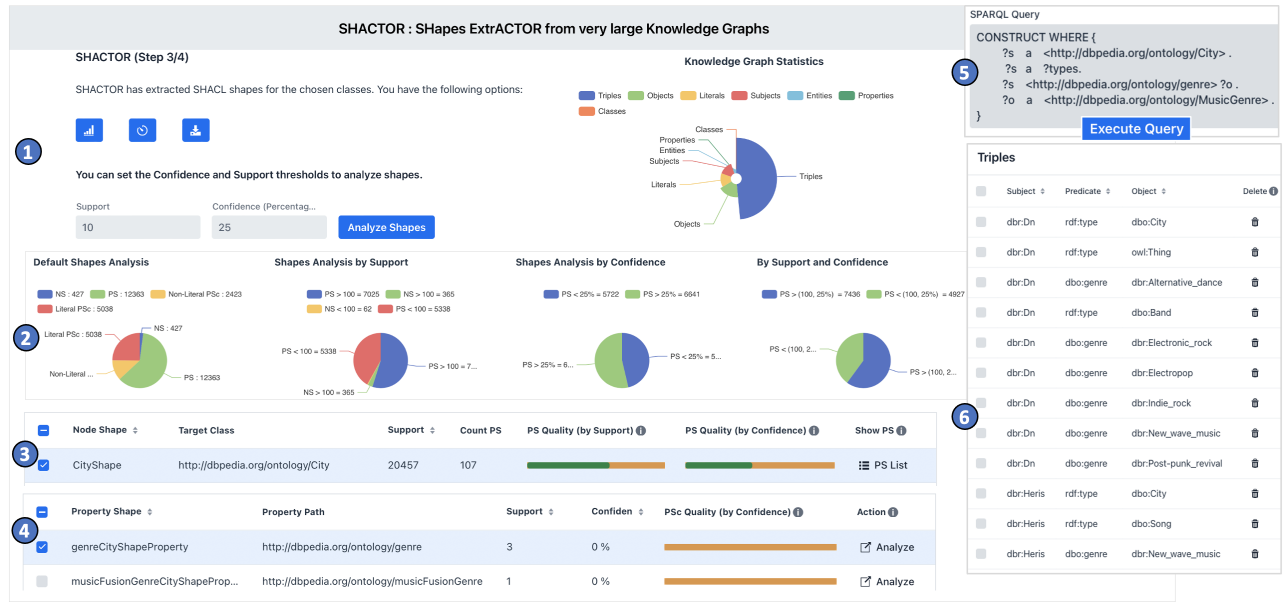 SHACTOR : SHapes ExtrACTOR from very large Knowledge Graphs
SHACTOR (Step 3/4)
SHACTOR has extracted SHACL shapes for the chosen classes. You have the following options:
1
You can set the Confidence and Support thresholds to analyze shapes.
Support
Confidence (Percentag...
10
25
Analyze Shapes
Knowledge Graph Statistics
Triples Objects Literals Subjects Entities Properties
Classes
Classes
Properties
Entities
Subjects
Literals
Objects
Triples
2
Default Shapes Analysis
NS : 427 PS : 12363 Non-Literal PSc : 2423
Literal PSc : 5038
Literal PSc : 5038
NS : 427
Non-Literal ...
PS : 12363
Shapes Analysis by Support
PS > 100 = 7025 NS > 100 = 365
NS < 100 = 62 PS < 100 = 5338
PS < 100 = 5338
PS > 100 = 7...
NS > 100 = 365
Shapes Analysis by Confidence
PS < 25% = 5722 PS > 25% = 6641
PS < 25% = 5...
PS > 25% = 6...
By Support and Confidence
PS > (100, 25%) = 7436 PS < (100, 25%) = 4927
PS < (100, 2...
PS > (100, 2...
3
Node Shape Target Class Support Count PS PS Quality (by Support) PS Quality (by Confidence) Show PS
CityShape http://dbpedia.org/ontology/City 20457 107 PS List
4
Property Shape Property Path Support Confiden PSc Quality (by Confidence) Action
genreCityShapeProperty http://dbpedia.org/ontology/genre 3 0 % Analyze
musicFusionGenreCityShapeProp... http://dbpedia.org/ontology/musicFusionGenre 1 0 % Analyze
SPARQL Query
5
CONSTRUCT WHERE {
?s a <http://dbpedia.org/ontology/City> .
?s a ?types.
?s <http://dbpedia.org/ontology/genre> ?o .
?o a <http://dbpedia.org/ontology/MusicGenre> .
}
Execute Query
6
Triples
Subject Predicate Object Delete
dbr:Dn rdf:type dbo:City
dbr:Dn rdf:type owl:Thing
dbr:Dn dbo:genre dbr:Alternative_dance
dbr:Dn rdf:type dbo:Band
dbr:Dn dbo:genre dbr:Electronic_rock
dbr:Dn dbo:genre dbr:Electropop
dbr:Dn dbo:genre dbr:Indie_rock
dbr:Dn dbo:genre dbr:New_wave_music
dbr:Dn dbo:genre dbr:Post-punk_revival
dbr:Heris rdf:type dbo:City
dbr:Heris rdf:type dbo:Song
dbr:Heris dbo:genre dbr:New_wave_music